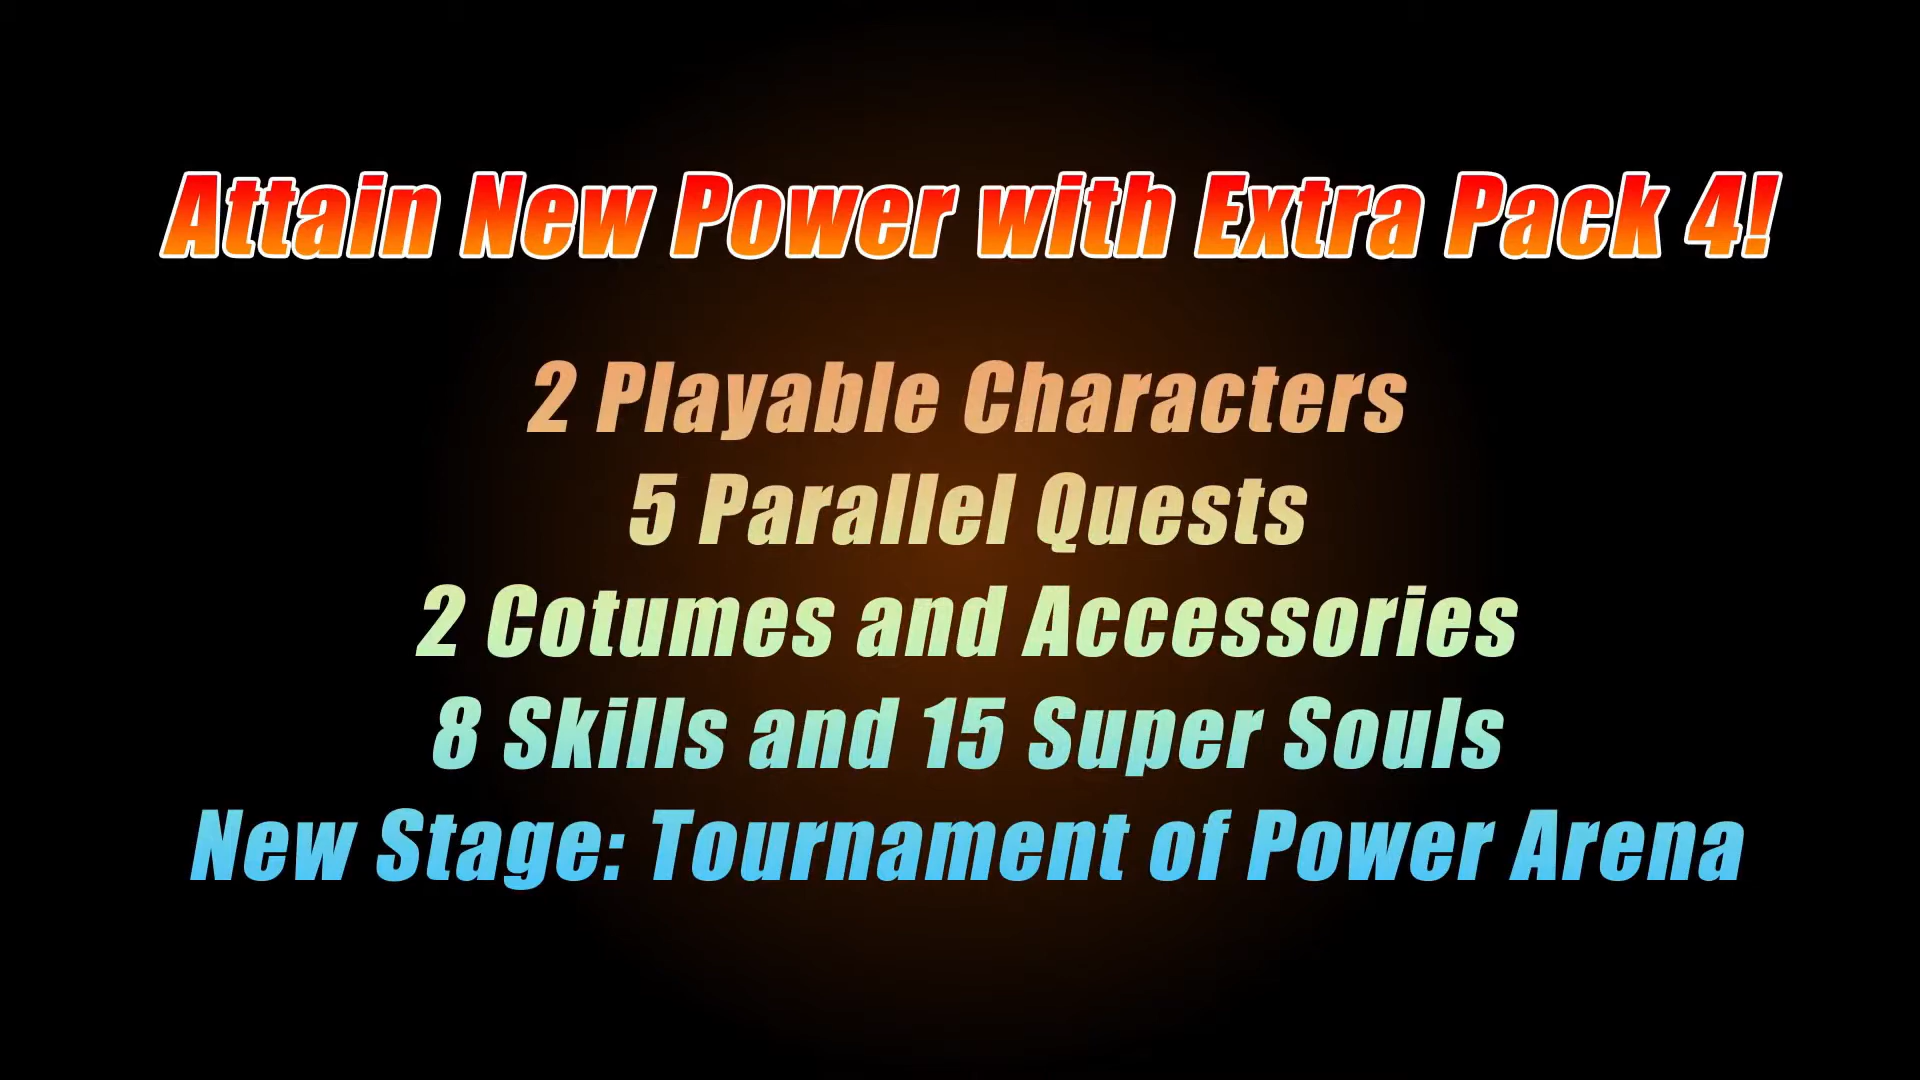 Attain New Power with Extra Pack 4!
2 Playable Characters
5 Parallel Quests
2 Cotumes and Accessories
8 Skills and 15 Super Souls
New Stage: Tournament of Power Arena